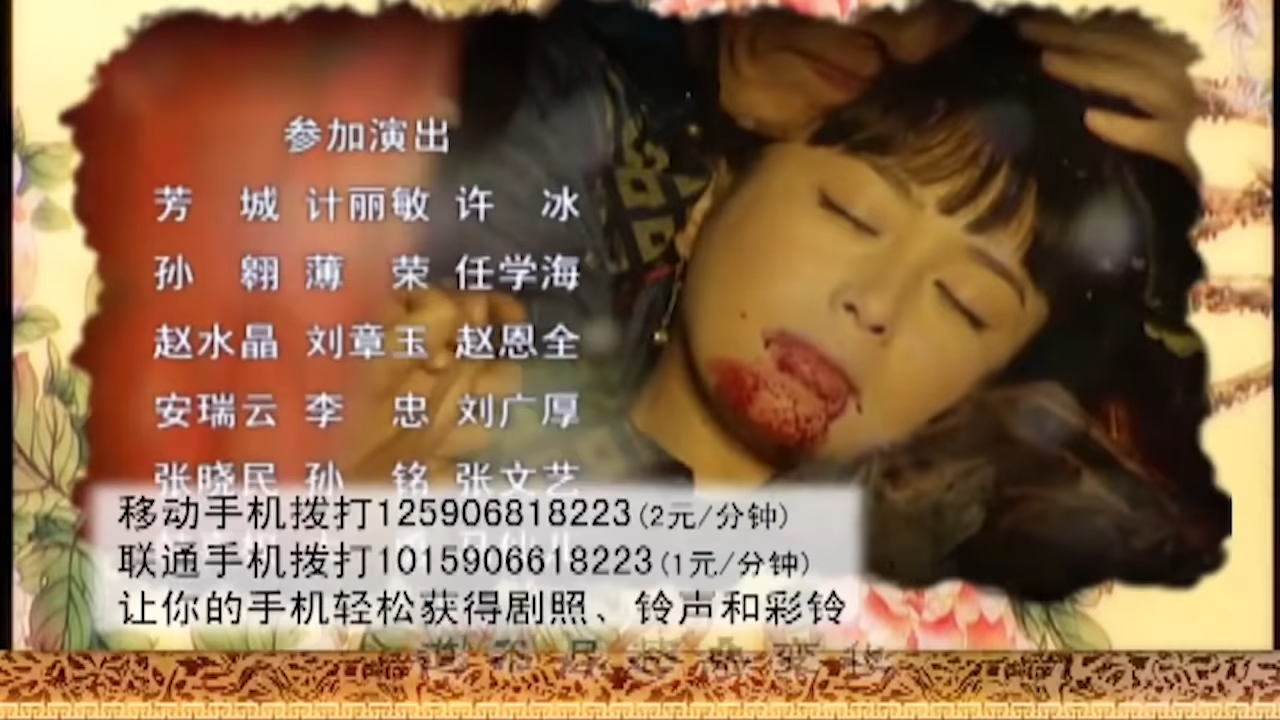 参加演出
芳 城 计丽敏 许 冰
孙 翱 薄 荣 任学海
赵水晶 刘章玉 赵恩全
安瑞云 李 忠 刘广厚
张晓民 孙 铭 张文艺
移动手机拨打125906818223(2元/分钟)
联通手机拨打1015906618223(1元/分钟)
让你的手机轻松获得剧照、铃声和彩铃